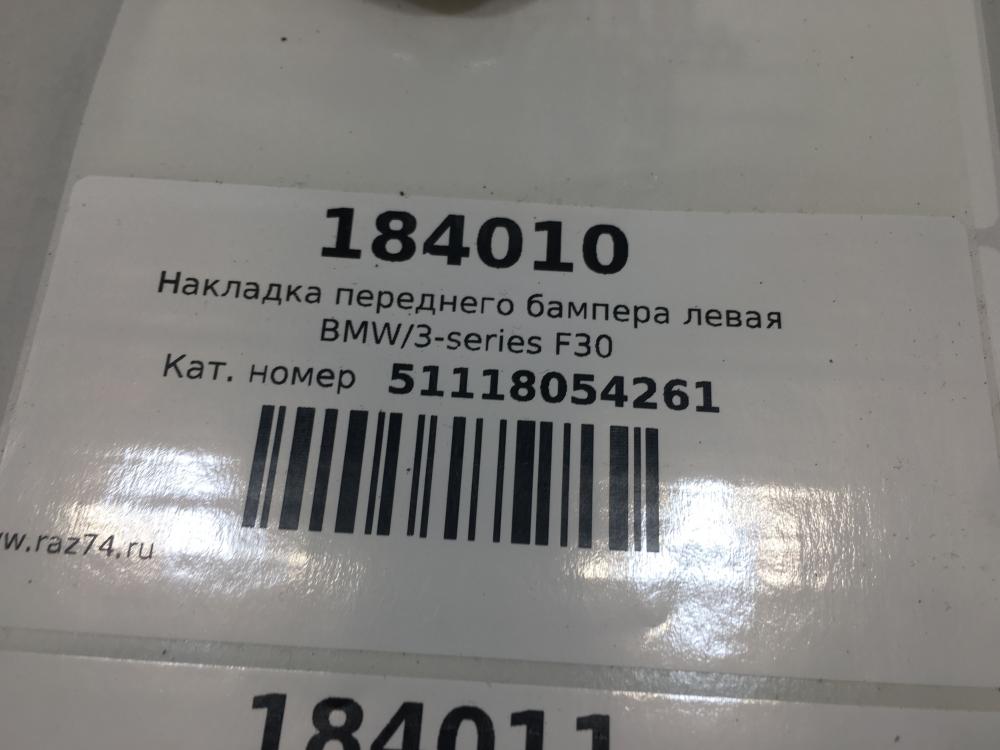 184010
Накладка переднего бампера левая
BMW/3-series F30
Кат. номер 51118054261
w.raz74.ru
184011